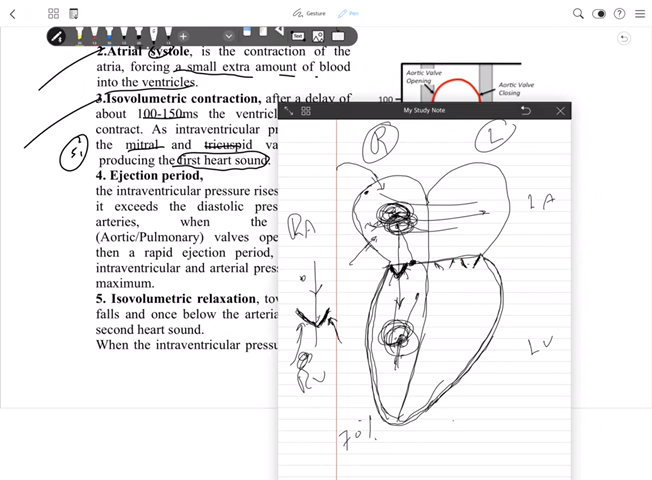 Gesture
Pen
2.Atrial systole, is the contraction of the
atria, forcing a small extra amount of blood
into the ventricles.
3.Isovolumetric contraction, after a delay of
about 100-150ms the ventricl
contract. As intraventricular pr
the mitral and tricuspid va
producing the first heart sound.
S1
4. Ejection period,
the intraventricular pressure rises
it exceeds the diastolic pres
arteries, when the
(Aortic/Pulmonary) valves ope
then a rapid ejection period,
intraventricular and arterial press
maximum.
5. Isovolumetric relaxation, tow
falls and once below the arteria
second heart sound.
When the intraventricular pressu
Text
Aortic Valve
Opening
Aortic Valve
Closing
100
My Study Note
R
L
RA
LA
RV
LV
70%